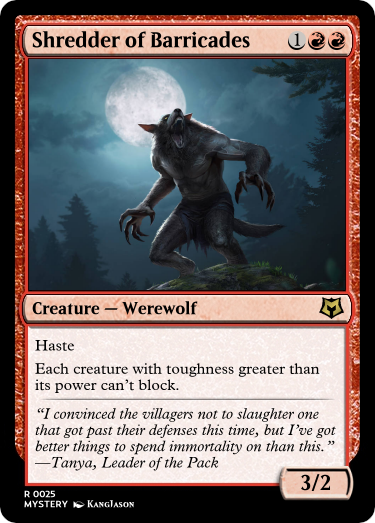 Shredder of Barricades 1
Creature — Werewolf
Haste
Each creature with toughness greater than
its power can't block.
“I convinced the villagers not to slaughter one
that got past their defenses this time, but I've got
better things to spend immortality on than this.”
—Tanya, Leader of the Pack
3/2
R 0025
MYSTERY KangJason